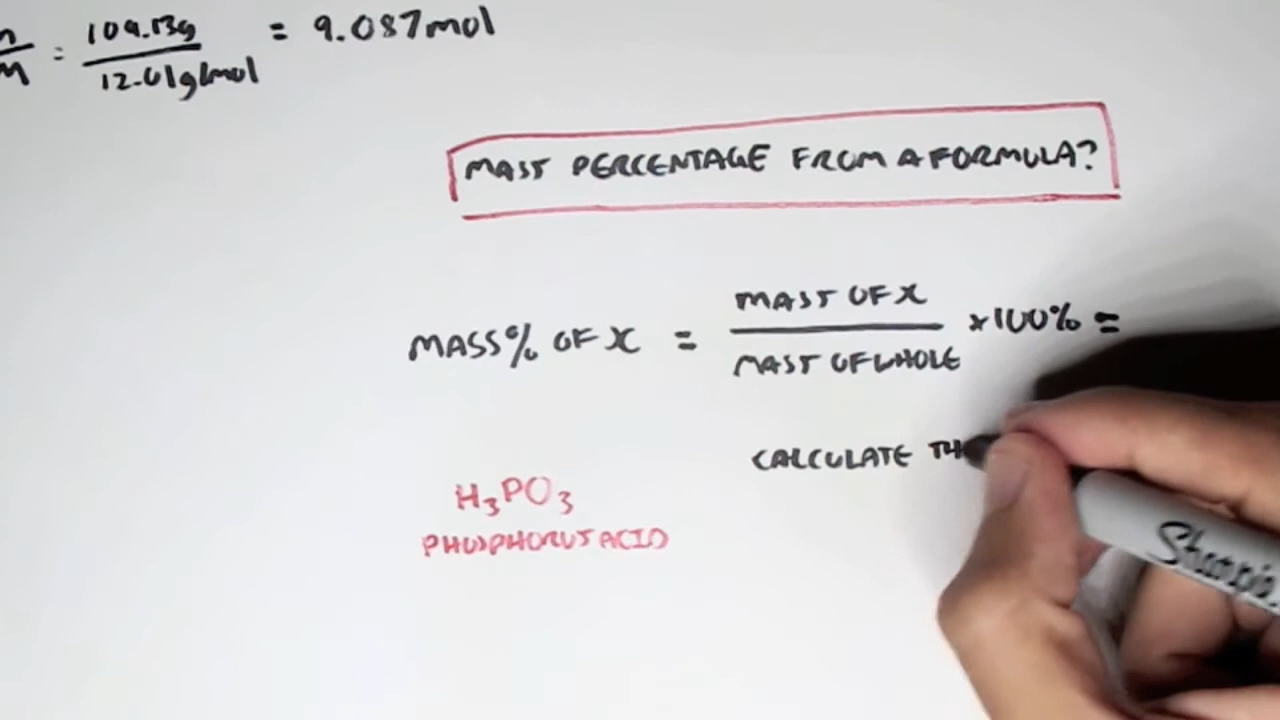 m/M = 109.13g/12.01g/mol = 9.087mol
MASS PERCENTAGE FROM A FORMULA?
MASS% OF X = MASS OF X/MASS OF WHOLE ×100% =
CALCULATE TH
H₃PO₃
PHOSPHORUS ACID
Sharpie